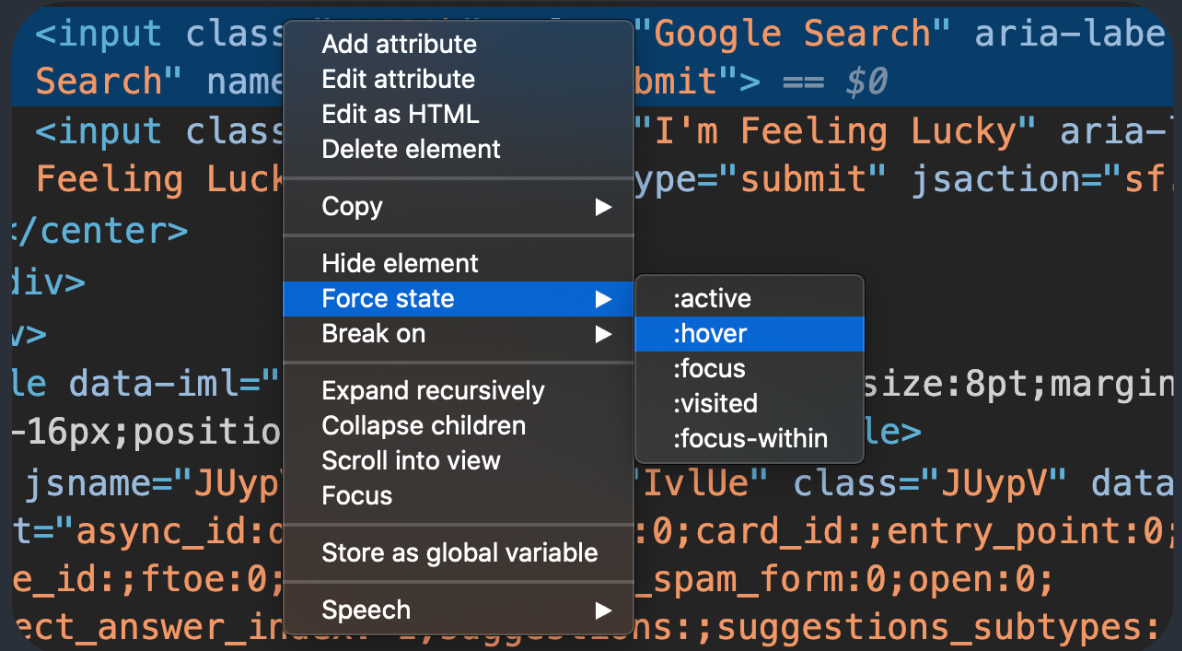 <input class "Google Search" aria-labe
Search" name bmit"> == $0
<input class "I'm Feeling Lucky" aria-
Feeling Luck ype="submit" jsaction="sf.
</center>
div>
v>
le data-iml=" size:8pt;margin
-16px;positio le>
jsname="JUyp "IvlUe" class="JUypV" data
t="async_id: :0;card_id:;entry_point:0;
e_id:;ftoe:0; _spam_form:0;open:0;
ect_answer_index: ns:;suggestions_subtypes:
Add attribute
Edit attribute
Edit as HTML
Delete element
Copy
Hide element
Force state
Break on
Expand recursively
Collapse children
Scroll into view
Focus
Store as global variable
Speech
:active
:hover
:focus
:visited
:focus-within